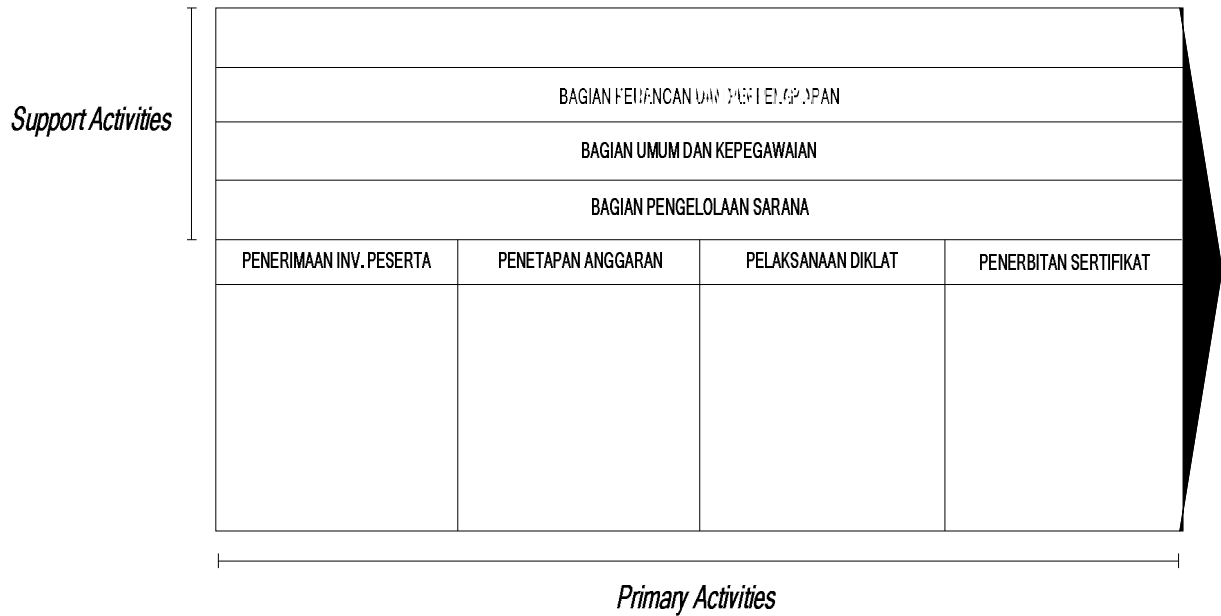 Support Activities
BAGIAN
BAGIAN UMUM DAN KEPEGAWAIAN
BAGIAN PENGELOLAAN SARANA
PENERIMAAN INV. PESERTA
PENETAPAN ANGGARAN
PELAKSANAAN DIKLAT
PENERBITAN SERTIFIKAT
Primary Activities